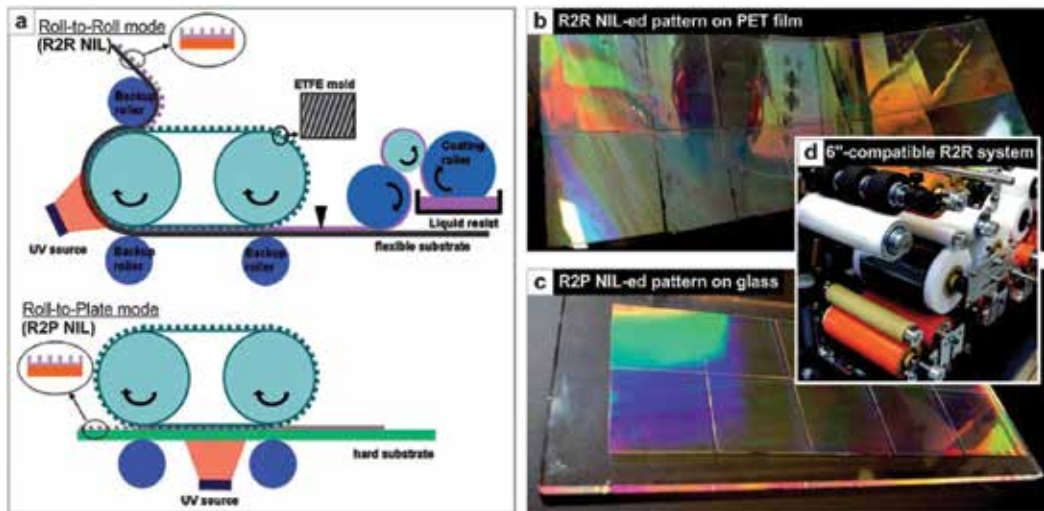 a
Roll-to-Roll mode
(R2R NIL)
Backup
roller
ETFE mold
Coating
roller
Liquid resist
UV source
Backup
roller
Backup
roller
flexible substrate
Roll-to-Plate mode
(R2P NIL)
hard substrate
UV source
b R2R NIL-ed pattern on PET film
c R2P NIL-ed pattern on glass
d 6"-compatible R2R system